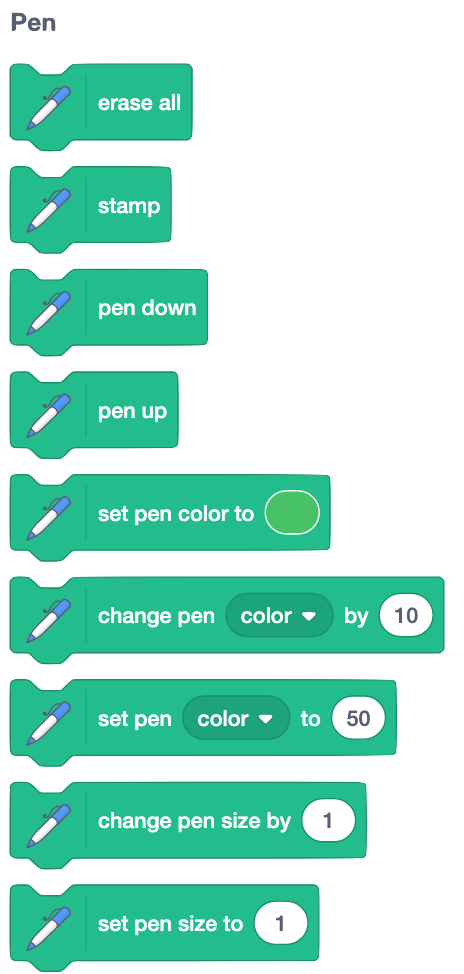 Pen
erase all
stamp
pen down
pen up
set pen color to
change pen color by 10
set pen color to 50
change pen size by 1
set pen size to 1